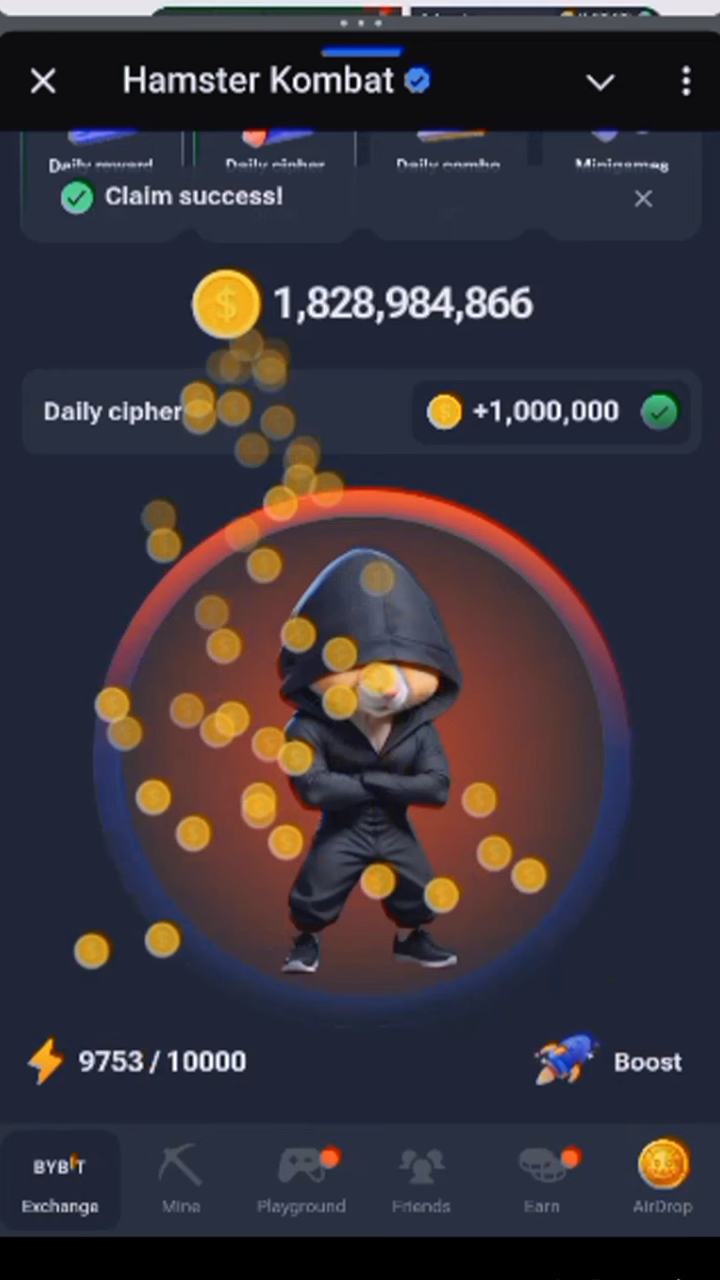 Hamster Kombat
Daily reward
Daily cipher
Daily combo
Minigames
Claim success!
1,828,984,866
Daily cipher
+1,000,000
9753 / 10000
Boost
BYBIT
Exchange
Mine
Playground
Friends
Earn
AirDrop